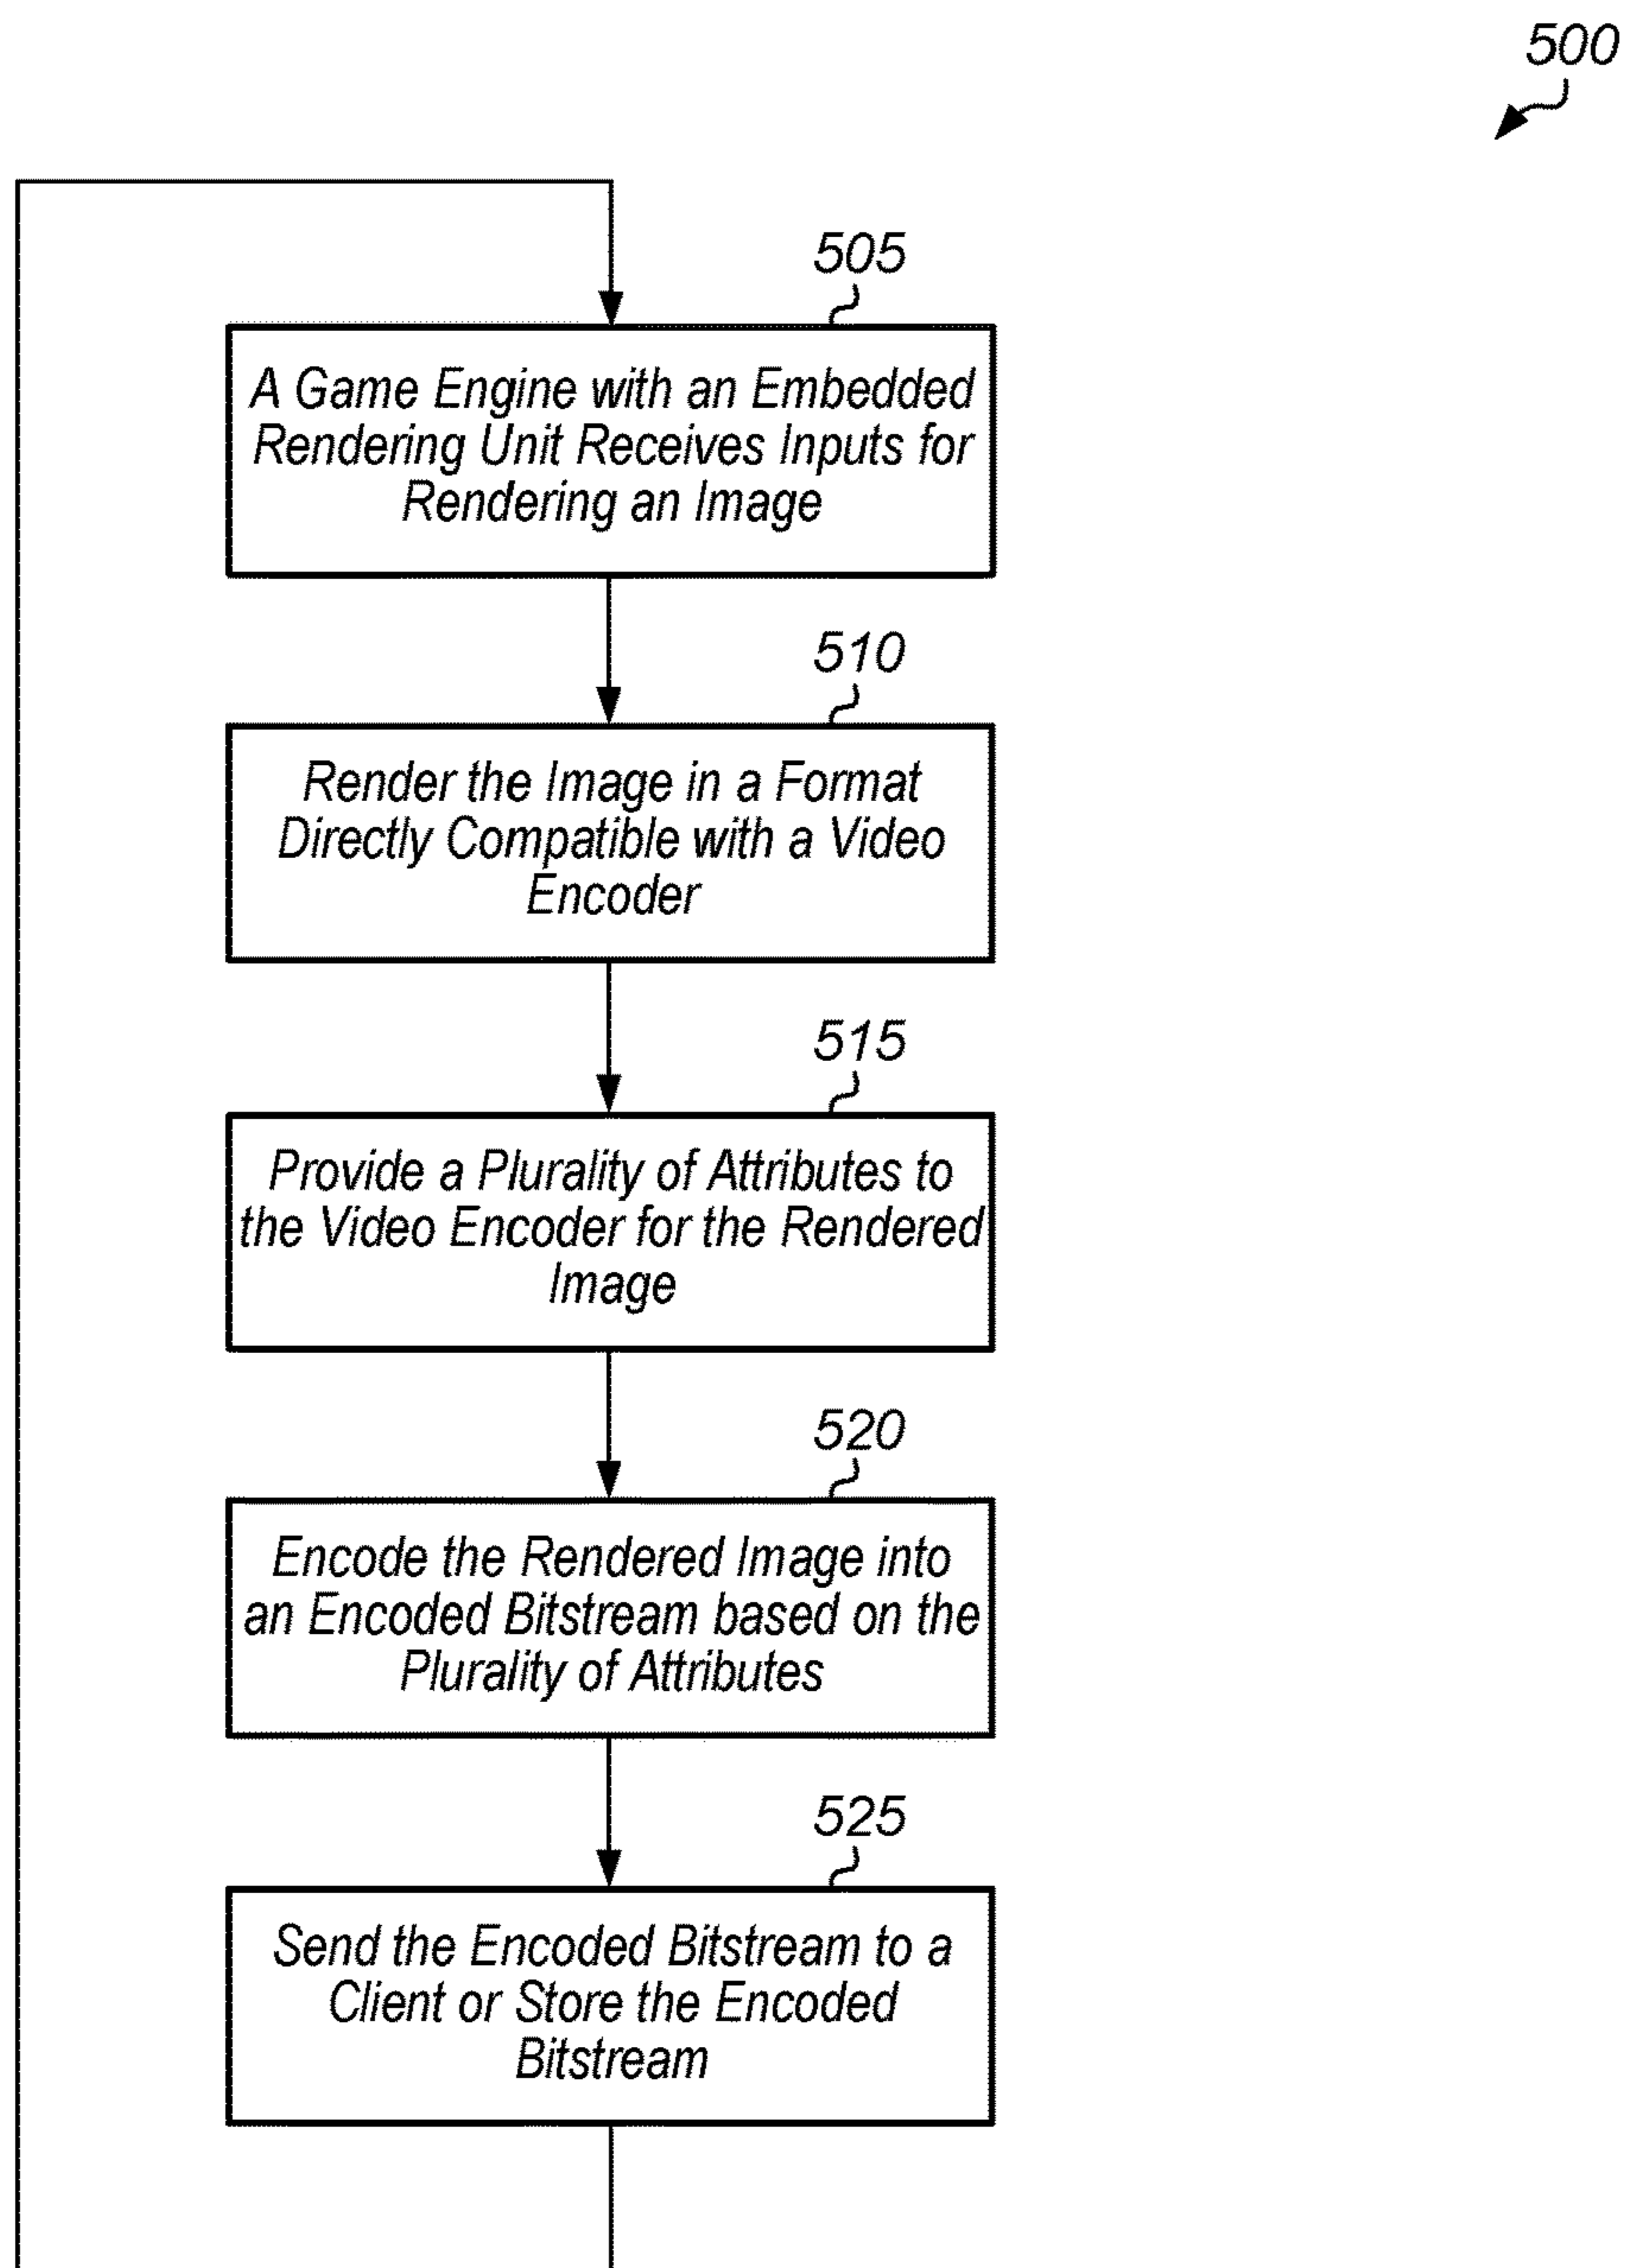 500
505
A Game Engine with an Embedded
Rendering Unit Receives Inputs for
Rendering an Image
510
Render the Image in a Format
Directly Compatible with a Video
Encoder
515
Provide a Plurality of Attributes to
the Video Encoder for the Rendered
Image
520
Encode the Rendered Image into
an Encoded Bitstream based on the
Plurality of Attributes
525
Send the Encoded Bitstream to a
Client or Store the Encoded
Bitstream